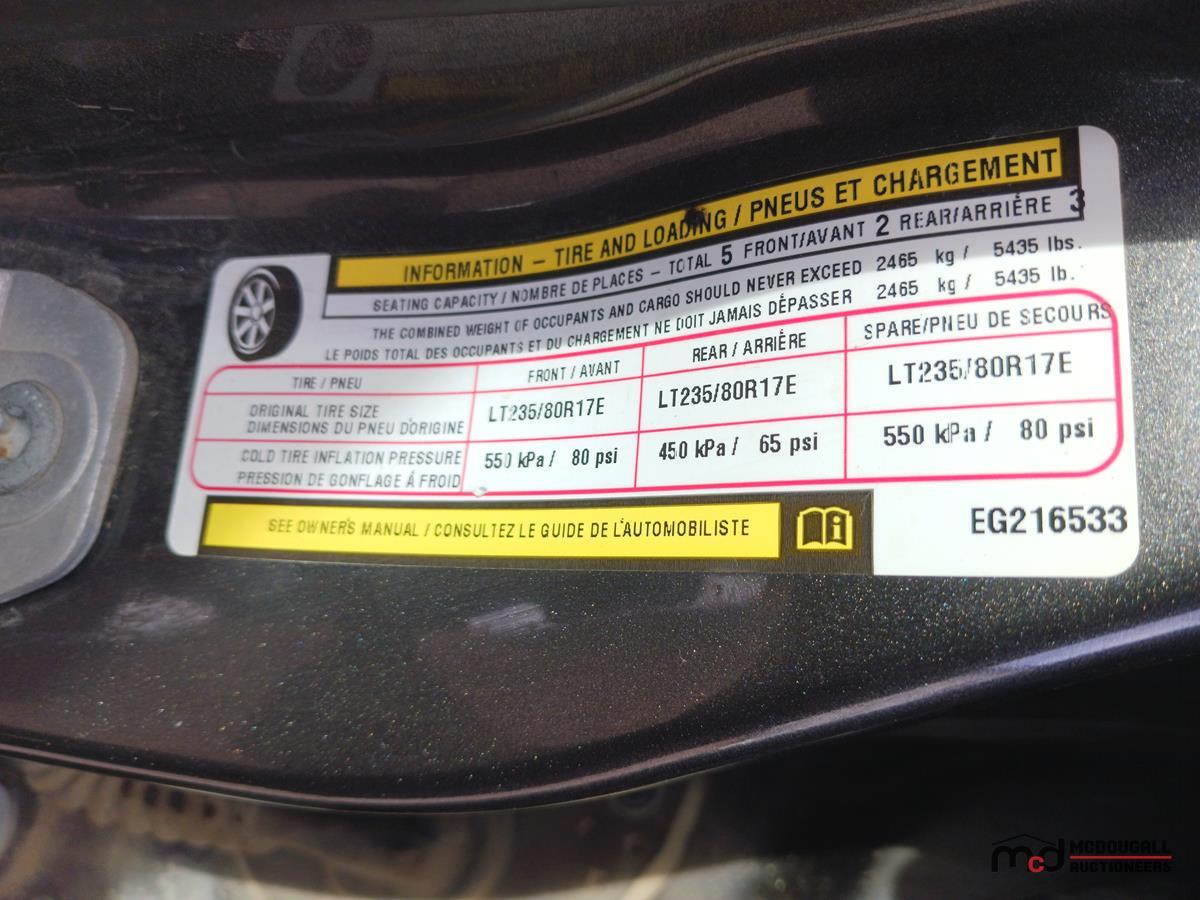 INFORMATION – TIRE AND LOADING / PNEUS ET CHARGEMENT
SEATING CAPACITY / NOMBRE DE PLACES – TOTAL 5 FRONT/AVANT 2 REAR/ARRIÈRE 3
THE COMBINED WEIGHT OF OCCUPANTS AND CARGO SHOULD NEVER EXCEED 2465 kg / 5435 lbs.
LE POIDS TOTAL DES OCCUPANTS ET DU CHARGEMENT NE DOIT JAMAIS DÉPASSER 2465 kg / 5435 lb.
TIRE / PNEU FRONT / AVANT REAR / ARRIÈRE SPARE/PNEU DE SECOURS
ORIGINAL TIRE SIZE
DIMENSIONS DU PNEU D'ORIGINE LT235/80R17E LT235/80R17E LT235/80R17E
COLD TIRE INFLATION PRESSURE
PRESSION DE GONFLAGE À FROID 550 kPa / 80 psi 450 kPa / 65 psi 550 kPa / 80 psi
SEE OWNER'S MANUAL / CONSULTEZ LE GUIDE DE L'AUTOMOBILISTE
EG216533
mcd MCDOUGALL
AUCTIONEERS